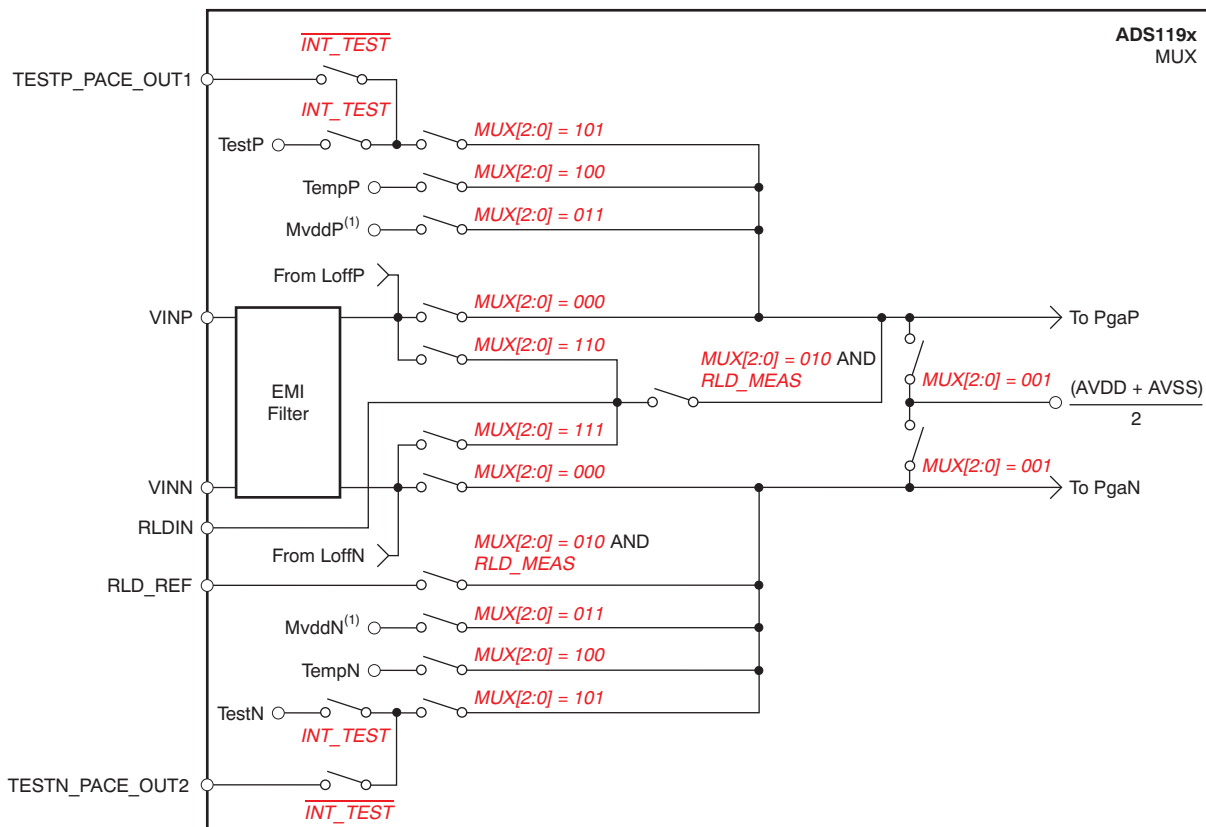 ADS119x
MUX
INT_TEST
TESTP_PACE_OUT1
INT_TEST
TestP
MUX[2:0] = 101
TempP
MUX[2:0] = 100
MvddP(1)
MUX[2:0] = 011
From LoffP
VINP
MUX[2:0] = 000
To PgaP
MUX[2:0] = 110
MUX[2:0] = 010 AND
RLD_MEAS
EMI
Filter
MUX[2:0] = 001
(AVDD + AVSS)
2
MUX[2:0] = 111
MUX[2:0] = 001
VINN
MUX[2:0] = 000
To PgaN
RLDIN
From LoffN
MUX[2:0] = 010 AND
RLD_MEAS
RLD_REF
MvddN(1)
MUX[2:0] = 011
TempN
MUX[2:0] = 100
TestN
MUX[2:0] = 101
INT_TEST
TESTN_PACE_OUT2
INT_TEST